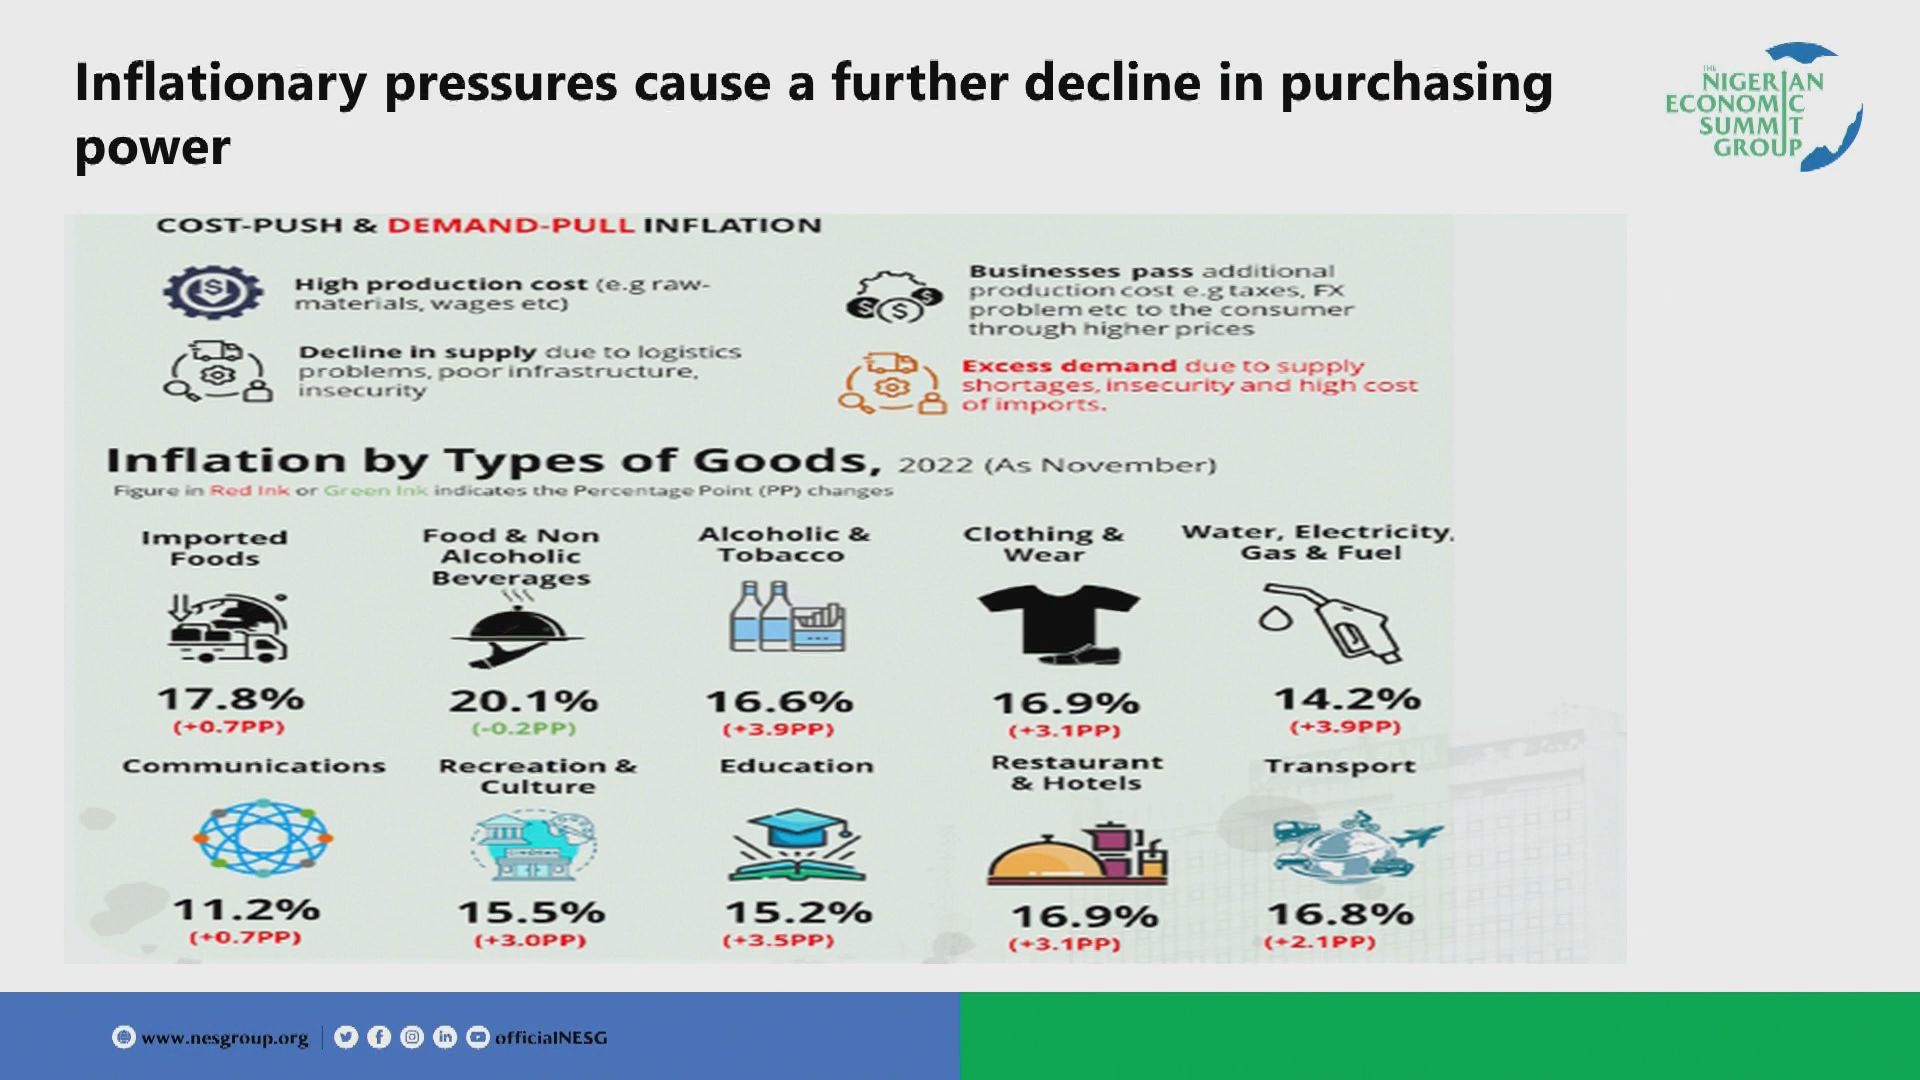 Inflationary pressures cause a further decline in purchasing
power
THE
NIGERIAN
ECONOMIC
SUMMIT
GROUP
COST-PUSH & DEMAND-PULL INFLATION
High production cost (e.g raw-
materials, wages etc)
Businesses pass additional
production cost e.g taxes, FX
problem etc to the consumer
through higher prices
Decline in supply due to logistics
problems, poor infrastructure,
insecurity
Excess demand due to supply
shortages, insecurity and high cost
of imports.
Inflation by Types of Goods, 2022 (As November)
Figure in Red Ink or Green Ink indicates the Percentage Point (PP) changes
Imported
Foods
17.8%
(+0.7PP)
Food & Non
Alcoholic
Beverages
20.1%
(-0.2PP)
Alcoholic &
Tobacco
16.6%
(+3.9PP)
Clothing &
Wear
16.9%
(+3.1PP)
Water, Electricity,
Gas & Fuel
14.2%
(+3.9PP)
Communications
11.2%
(+0.7PP)
Recreation &
Culture
15.5%
(+3.0PP)
Education
15.2%
(+3.5PP)
Restaurant
& Hotels
16.9%
(+3.1PP)
Transport
16.8%
(+2.1PP)
www.nesgroup.org
officialNESG